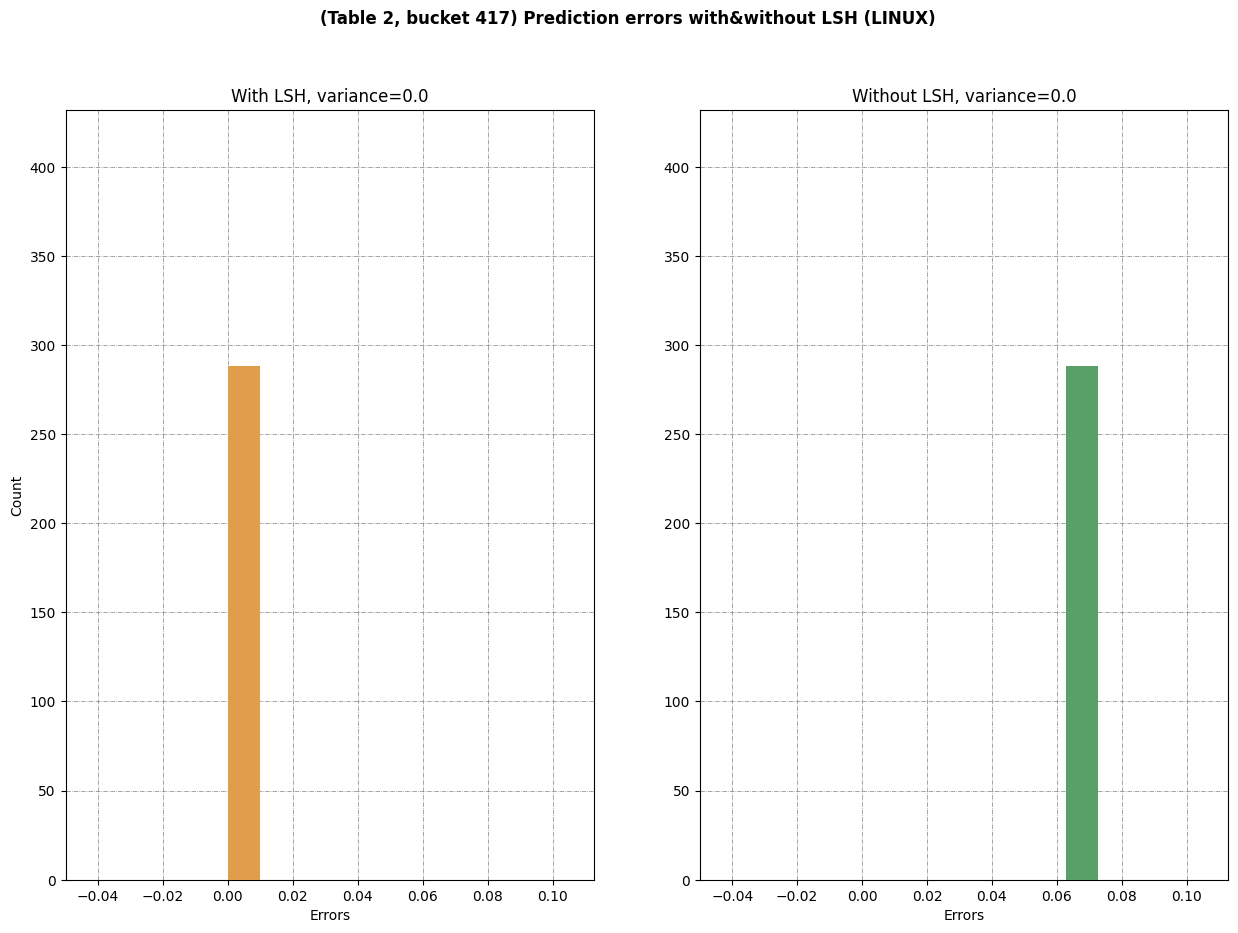 (Table 2, bucket 417) Prediction errors with&without LSH (LINUX)
With LSH, variance=0.0
400
350
300
250
200
150
100
50
0
Count
−0.04 −0.02 0.00 0.02 0.04 0.06 0.08 0.10
Errors
Without LSH, variance=0.0
400
350
300
250
200
150
100
50
0
−0.04 −0.02 0.00 0.02 0.04 0.06 0.08 0.10
Errors